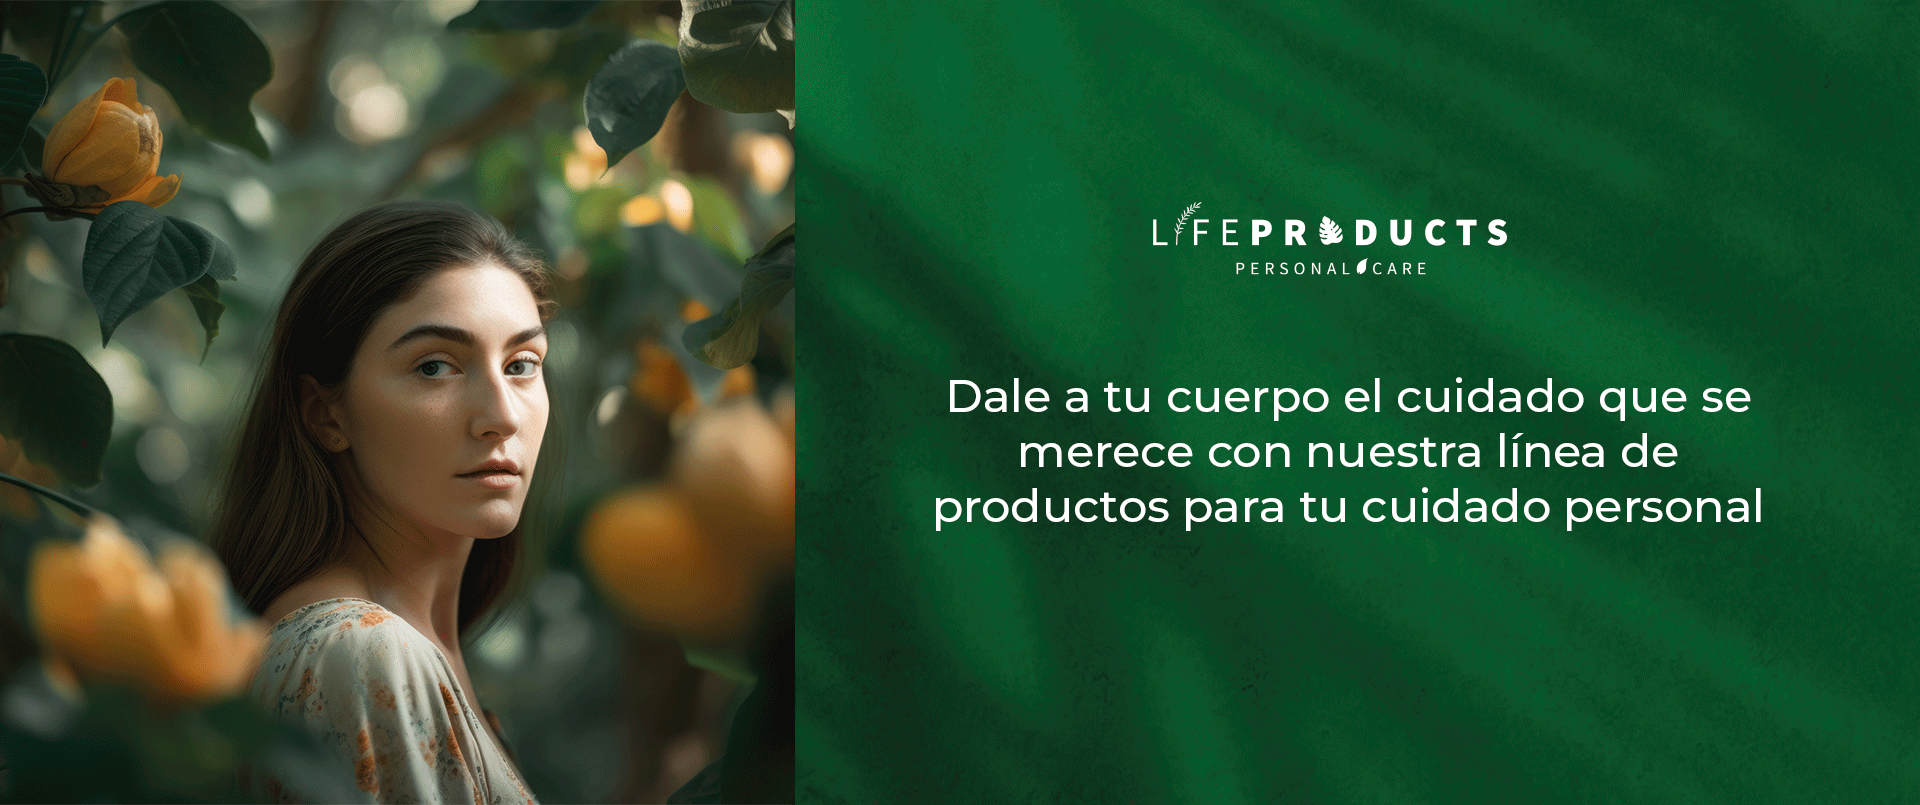 LIFEPRODUCTS
PERSONAL CARE
Dale a tu cuerpo el cuidado que se
merece con nuestra línea de
productos para tu cuidado personal